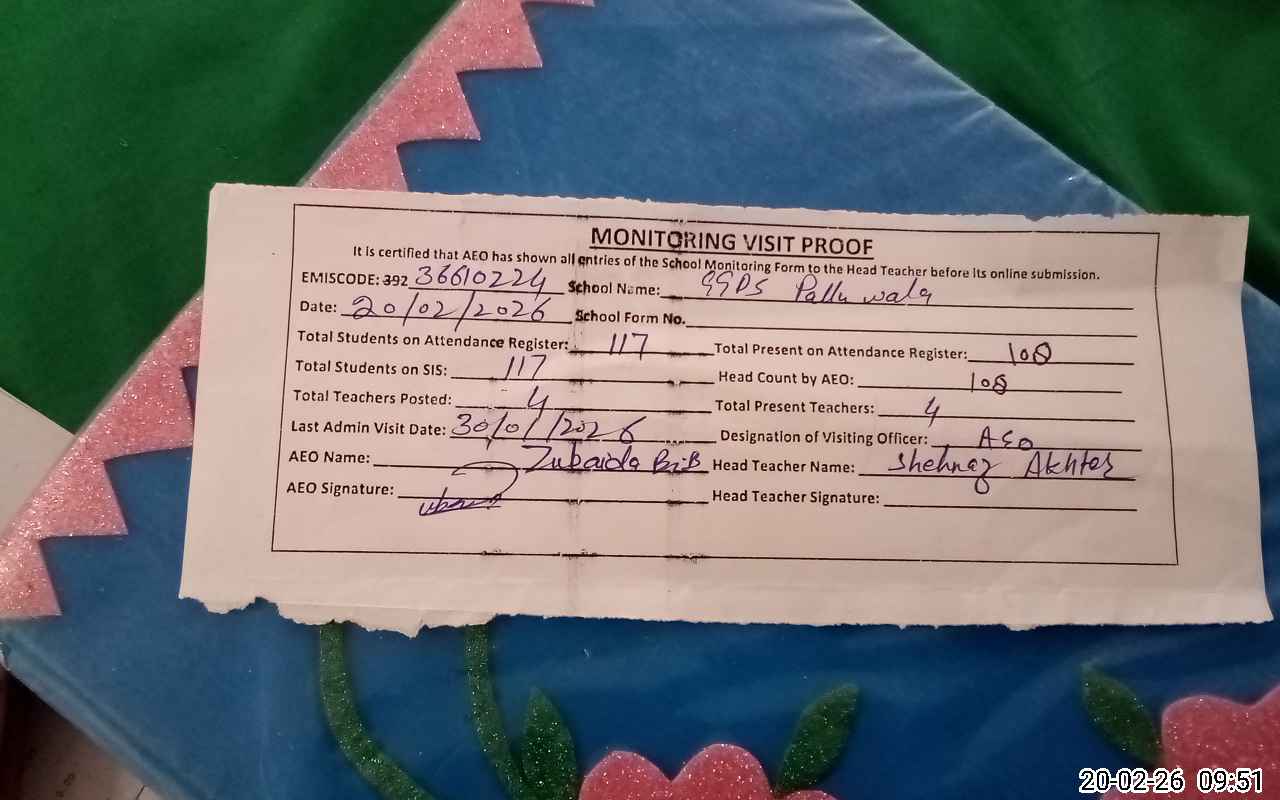 MONITORING VISIT PROOF
It is certified that AEO has shown all entries of the School Monitoring Form to the Head Teacher before its online submission.
EMISCODE: 392 36610224 School Name: GGPS Pallu wala
Date: 20/02/2026 School Form No.
Total Students on Attendance Register: 117 Total Present on Attendance Register: 108
Total Students on SIS: 117 Head Count by AEO: 108
Total Teachers Posted: 4 Total Present Teachers: 4
Last Admin Visit Date: 30/01/2026 Designation of Visiting Officer: AEO
AEO Name: Zubaida BiB Head Teacher Name: Shehnaz Akhter
AEO Signature: Head Teacher Signature:
20-02-26 09:51